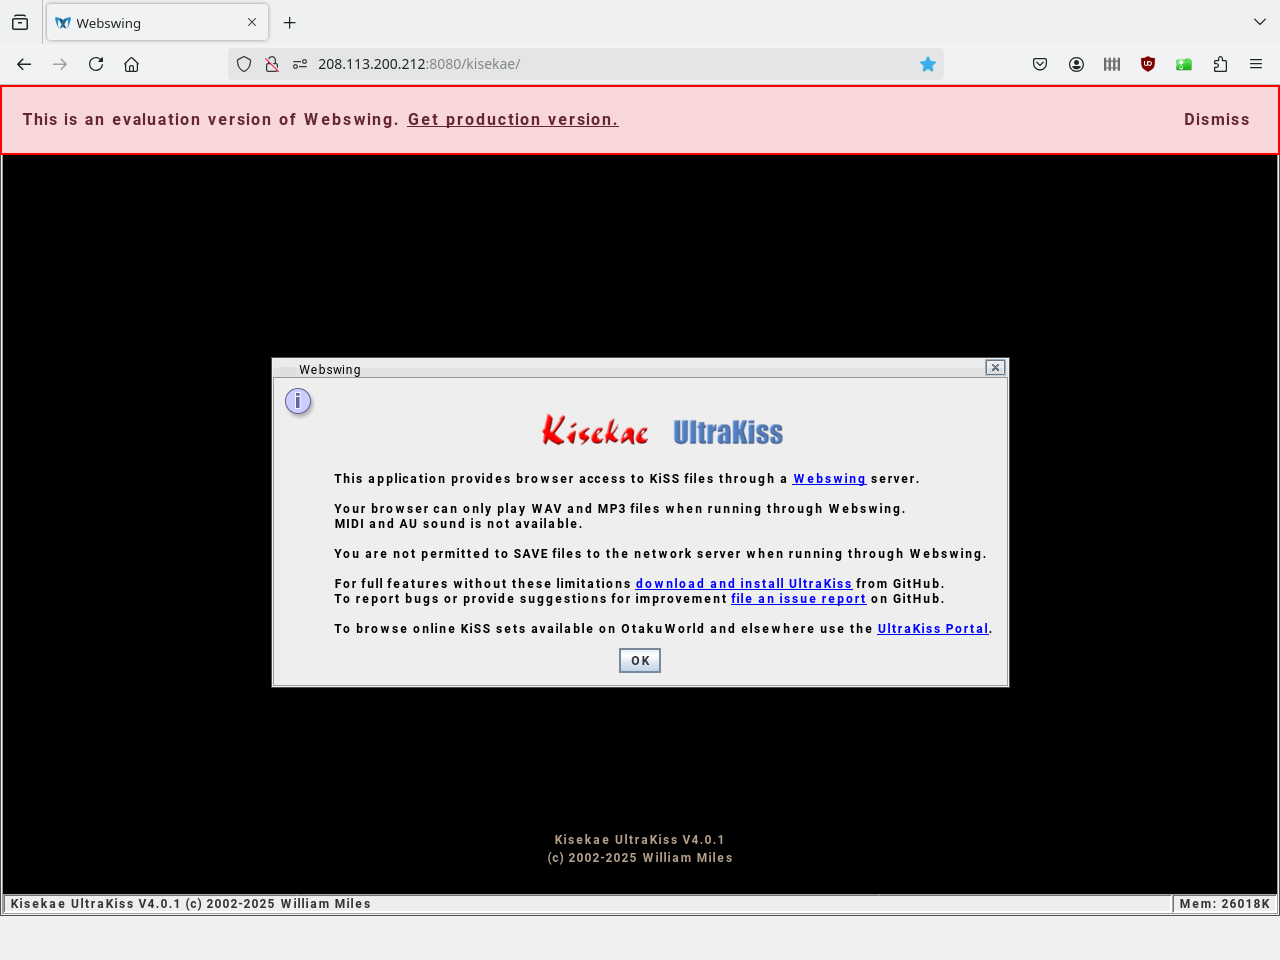 Webswing
208.113.200.212:8080/kisekae/
This is an evaluation version of Webswing. Get production version.
Dismiss
Webswing
Kisekae UltraKiss
This application provides browser access to KiSS files through a Webswing server.
Your browser can only play WAV and MP3 files when running through Webswing.
MIDI and AU sound is not available.
You are not permitted to SAVE files to the network server when running through Webswing.
For full features without these limitations download and install UltraKiss from GitHub.
To report bugs or provide suggestions for improvement file an issue report on GitHub.
To browse online KiSS sets available on OtakuWorld and elsewhere use the UltraKiss Portal.
OK
Kisekae UltraKiss V4.0.1
(c) 2002-2025 William Miles
Kisekae UltraKiss V4.0.1 (c) 2002-2025 William Miles
Mem: 26018K